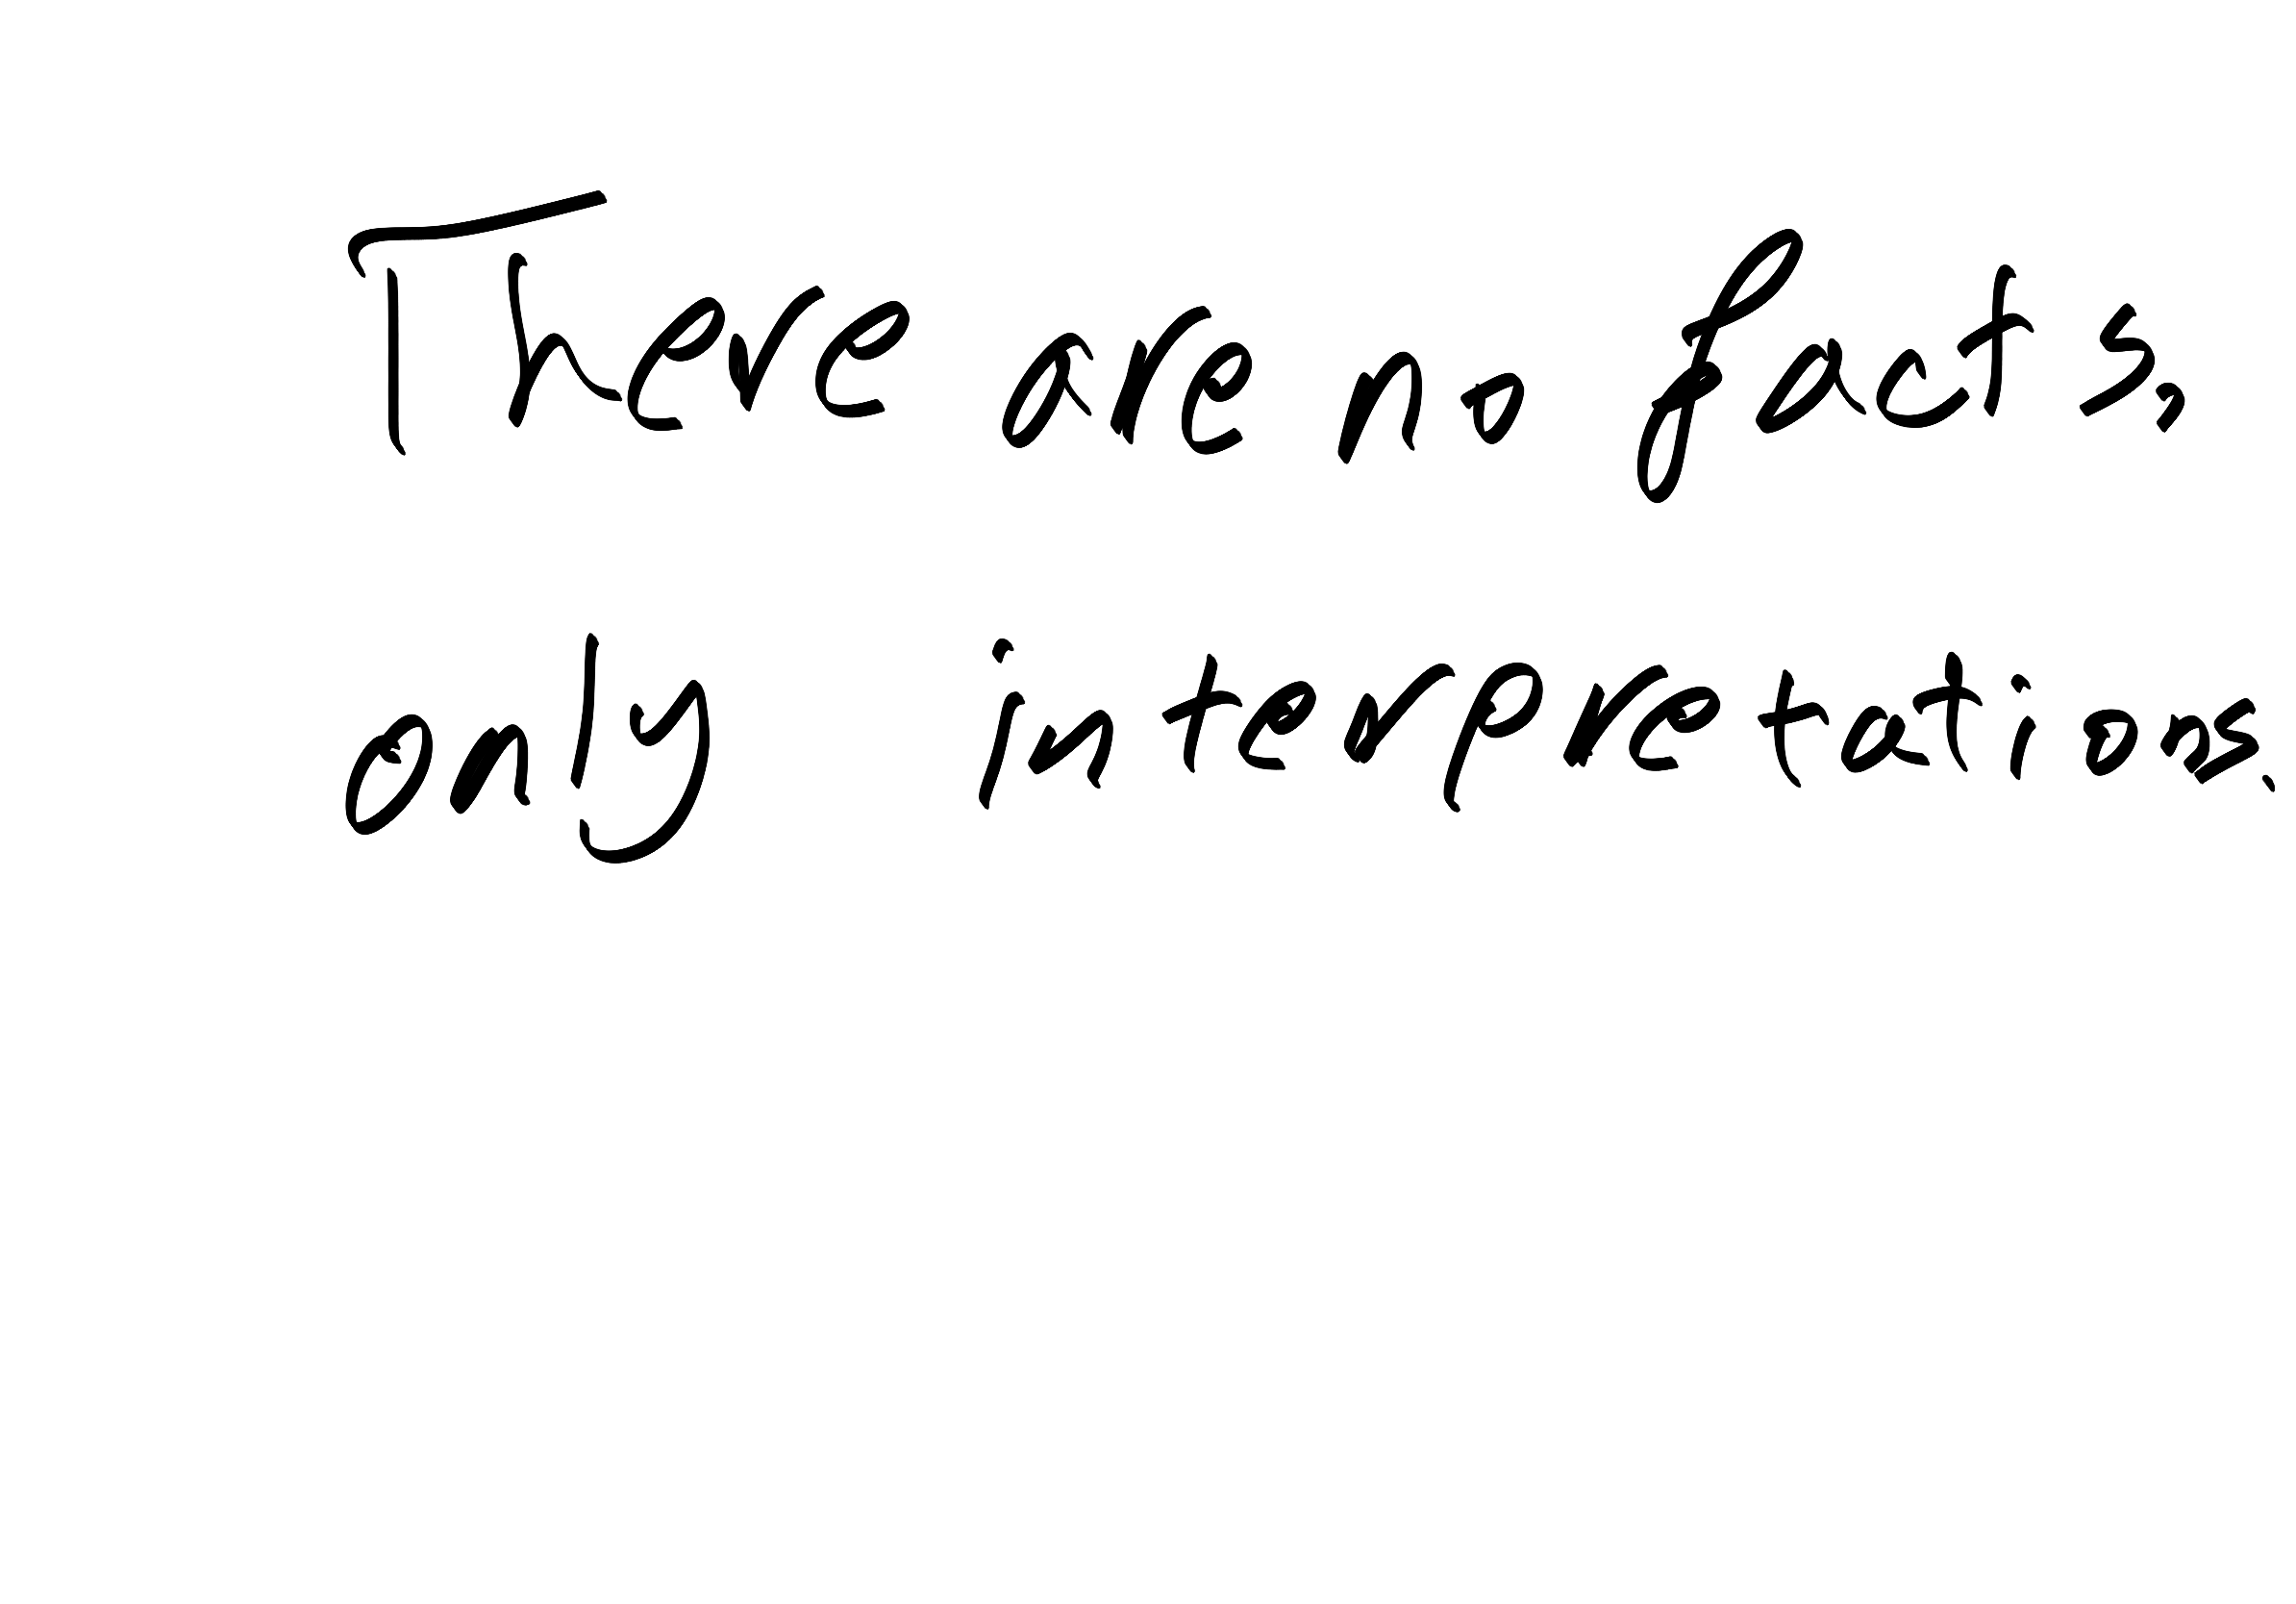 There are no facts,
only interpretations.